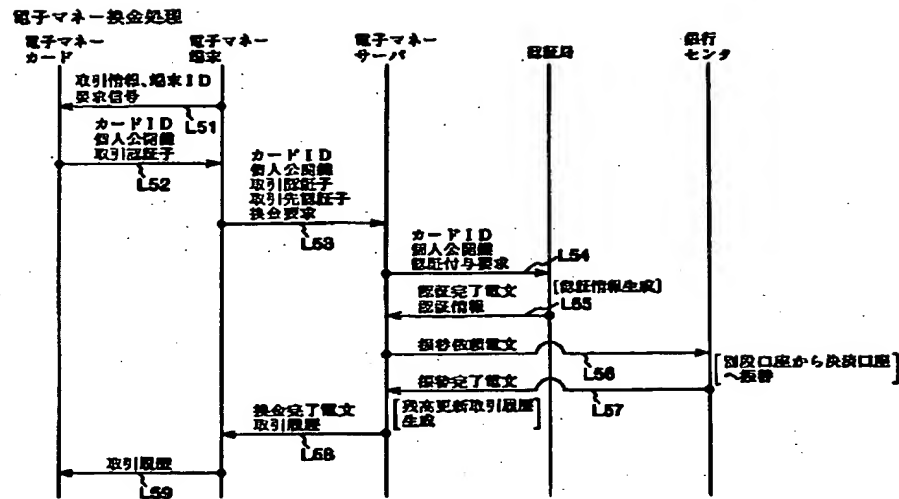 電子マネー換金処理
電子マネー
カード
電子マネー
端末
電子マネー
サーバ
認証局
銀行
センタ
取引情報、端末ID
要求信号
L51
カードID
個人公開鍵
取引認証子
L52
カードID
個人公開鍵
取引認証子
取引先認証子
換金要求
L53
カードID
個人公開鍵
認証付与要求
L54
[認証情報生成]
認証完了電文
認証情報
L55
振替依頼電文
L56
[別段口座から決済口座
へ振替]
振替完了電文
L57
[残高更新取引履歴
生成]
換金完了電文
取引履歴
L58
取引履歴
L59